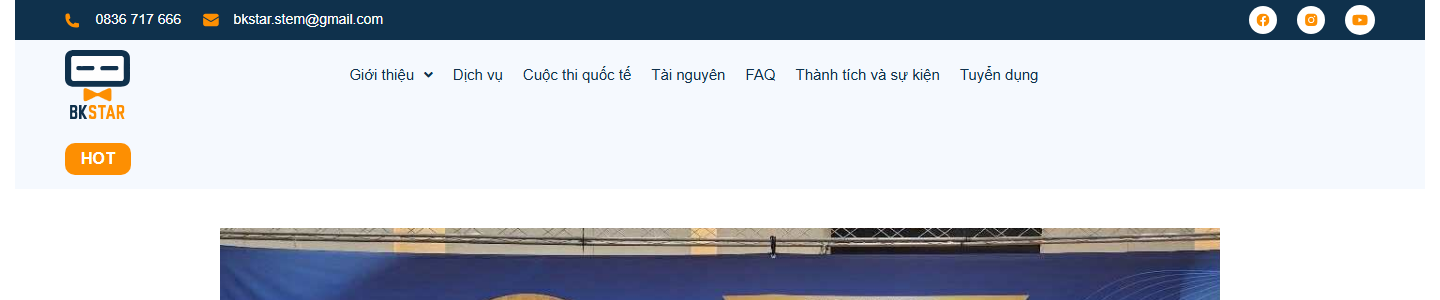 0836 717 666 bkstar.stem@gmail.com
Giới thiệu Dịch vụ Cuộc thi quốc tế Tài nguyên FAQ Thành tích và sự kiện Tuyển dụng
BKSTAR
HOT